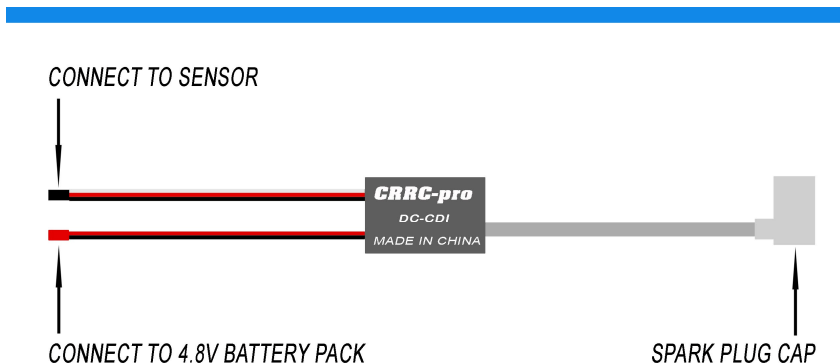 CONNECT TO SENSOR
CRRC-pro
DC-CDI
MADE IN CHINA
CONNECT TO 4.8V BATTERY PACK
SPARK PLUG CAP